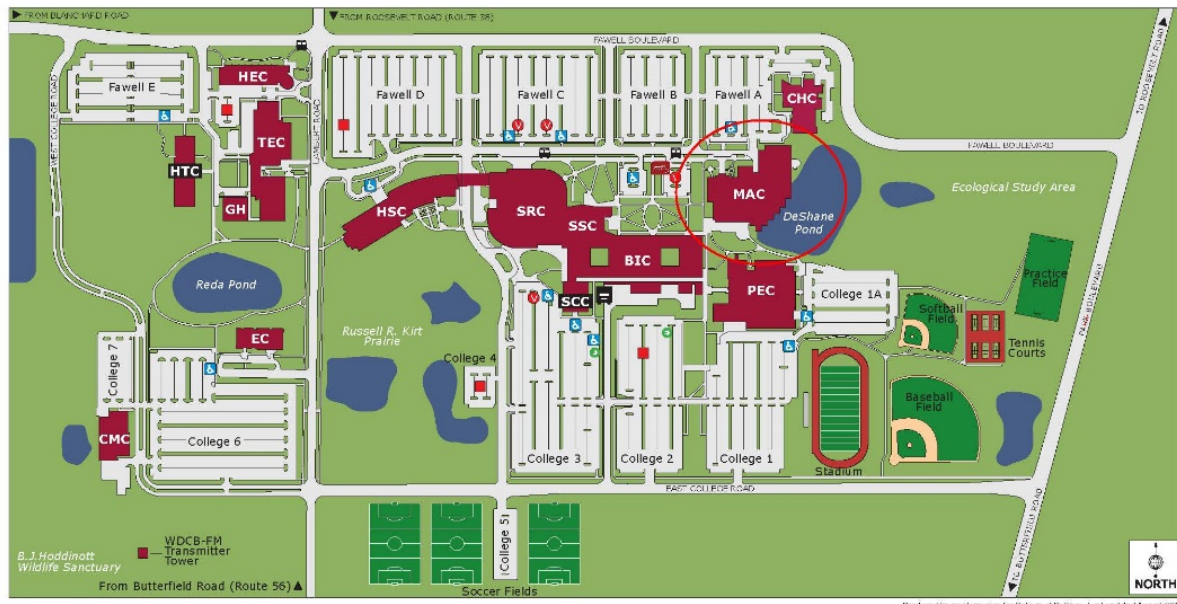 ▶ FROM BLANCHARD ROAD
▼FROM ROOSEVELT ROAD (ROUTE 38)
FAWELL BOULEVARD
TO ROOSEVELT ROAD ▶
WEST COLLEGE ROAD
LAMBERT ROAD
Fawell E
HEC
Fawell D
Fawell C
Fawell B
Fawell A
CHC
TEC
HTC
GH
FAWELL BOULEVARD
MAC
Ecological Study Area
HSC
SRC
SSC
DeShane
Pond
BIC
Reda Pond
SCC
PEC
College 1A
Practice
Field
PARK BOULEVARD
Softball
Field
Tennis
Courts
Russell R. Kirt
Prairie
EC
College 4
College 7
Baseball
Field
CMC
College 6
College 3
College 2
College 1
Stadium
EAST COLLEGE ROAD
College 5
WDCB-FM
Transmitter
Tower
B.J.Hoddinott
Wildlife Sanctuary
From Butterfield Road (Route 56) ▲
Soccer Fields
◀ TO BUTTERFIELD ROAD
NORTH